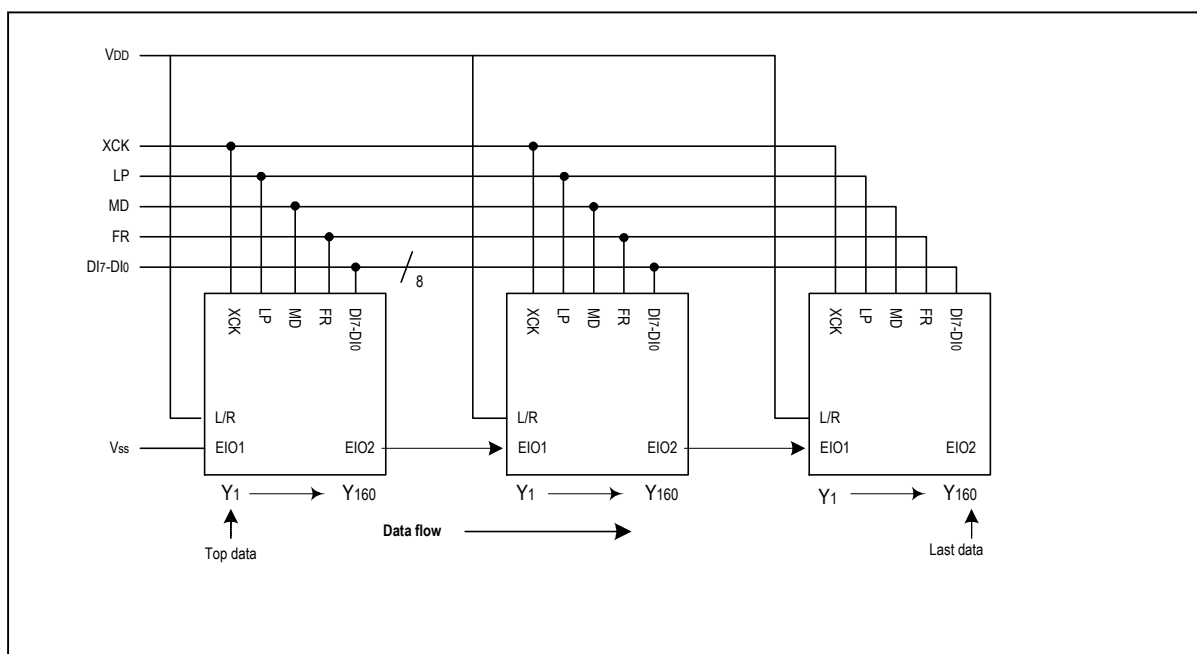 VDD
XCK
LP
MD
FR
DI7-DI0
8
XCK LP MD FR DI7-DI0
XCK LP MD FR DI7-DI0
XCK LP MD FR DI7-DI0
L/R
L/R
L/R
Vss
EIO1 EIO2
EIO1 EIO2
EIO1 EIO2
Y1 Y160
Y1 Y160
Y1 Y160
Data flow
Top data
Last data